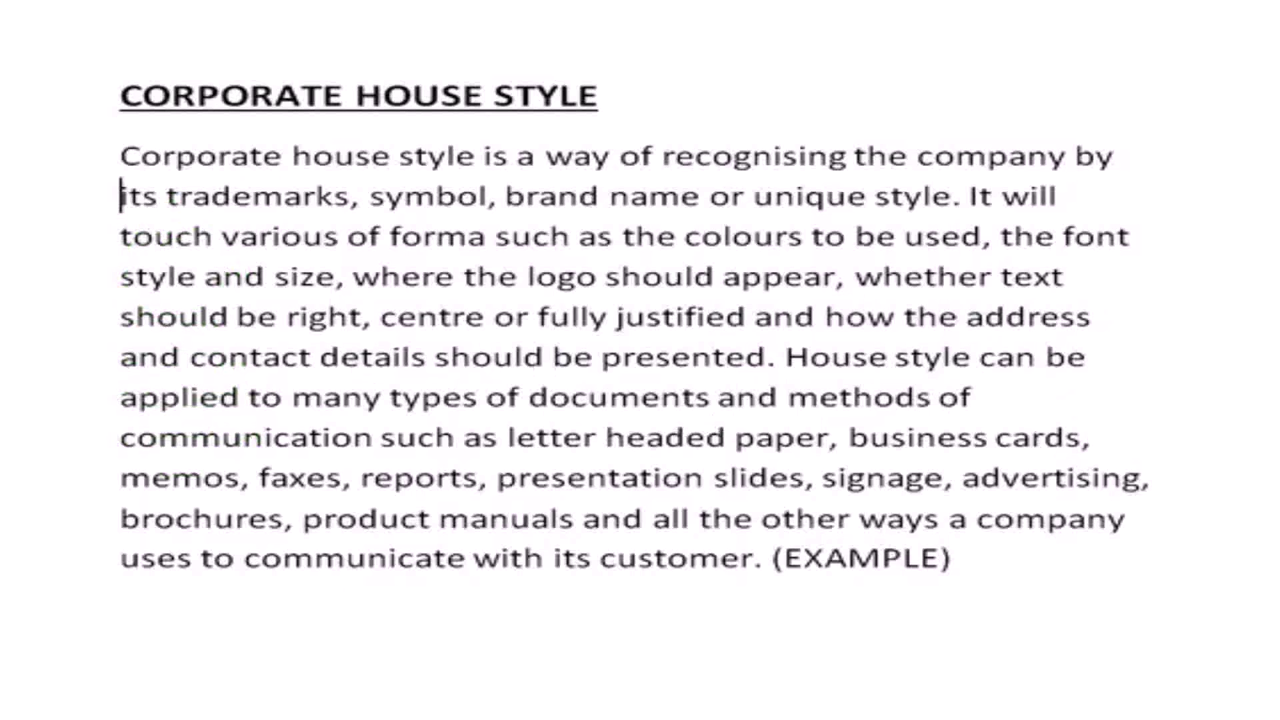 CORPORATE HOUSE STYLE
Corporate house style is a way of recognising the company by
its trademarks, symbol, brand name or unique style. It will
touch various of forma such as the colours to be used, the font
style and size, where the logo should appear, whether text
should be right, centre or fully justified and how the address
and contact details should be presented. House style can be
applied to many types of documents and methods of
communication such as letter headed paper, business cards,
memos, faxes, reports, presentation slides, signage, advertising,
brochures, product manuals and all the other ways a company
uses to communicate with its customer. (EXAMPLE)